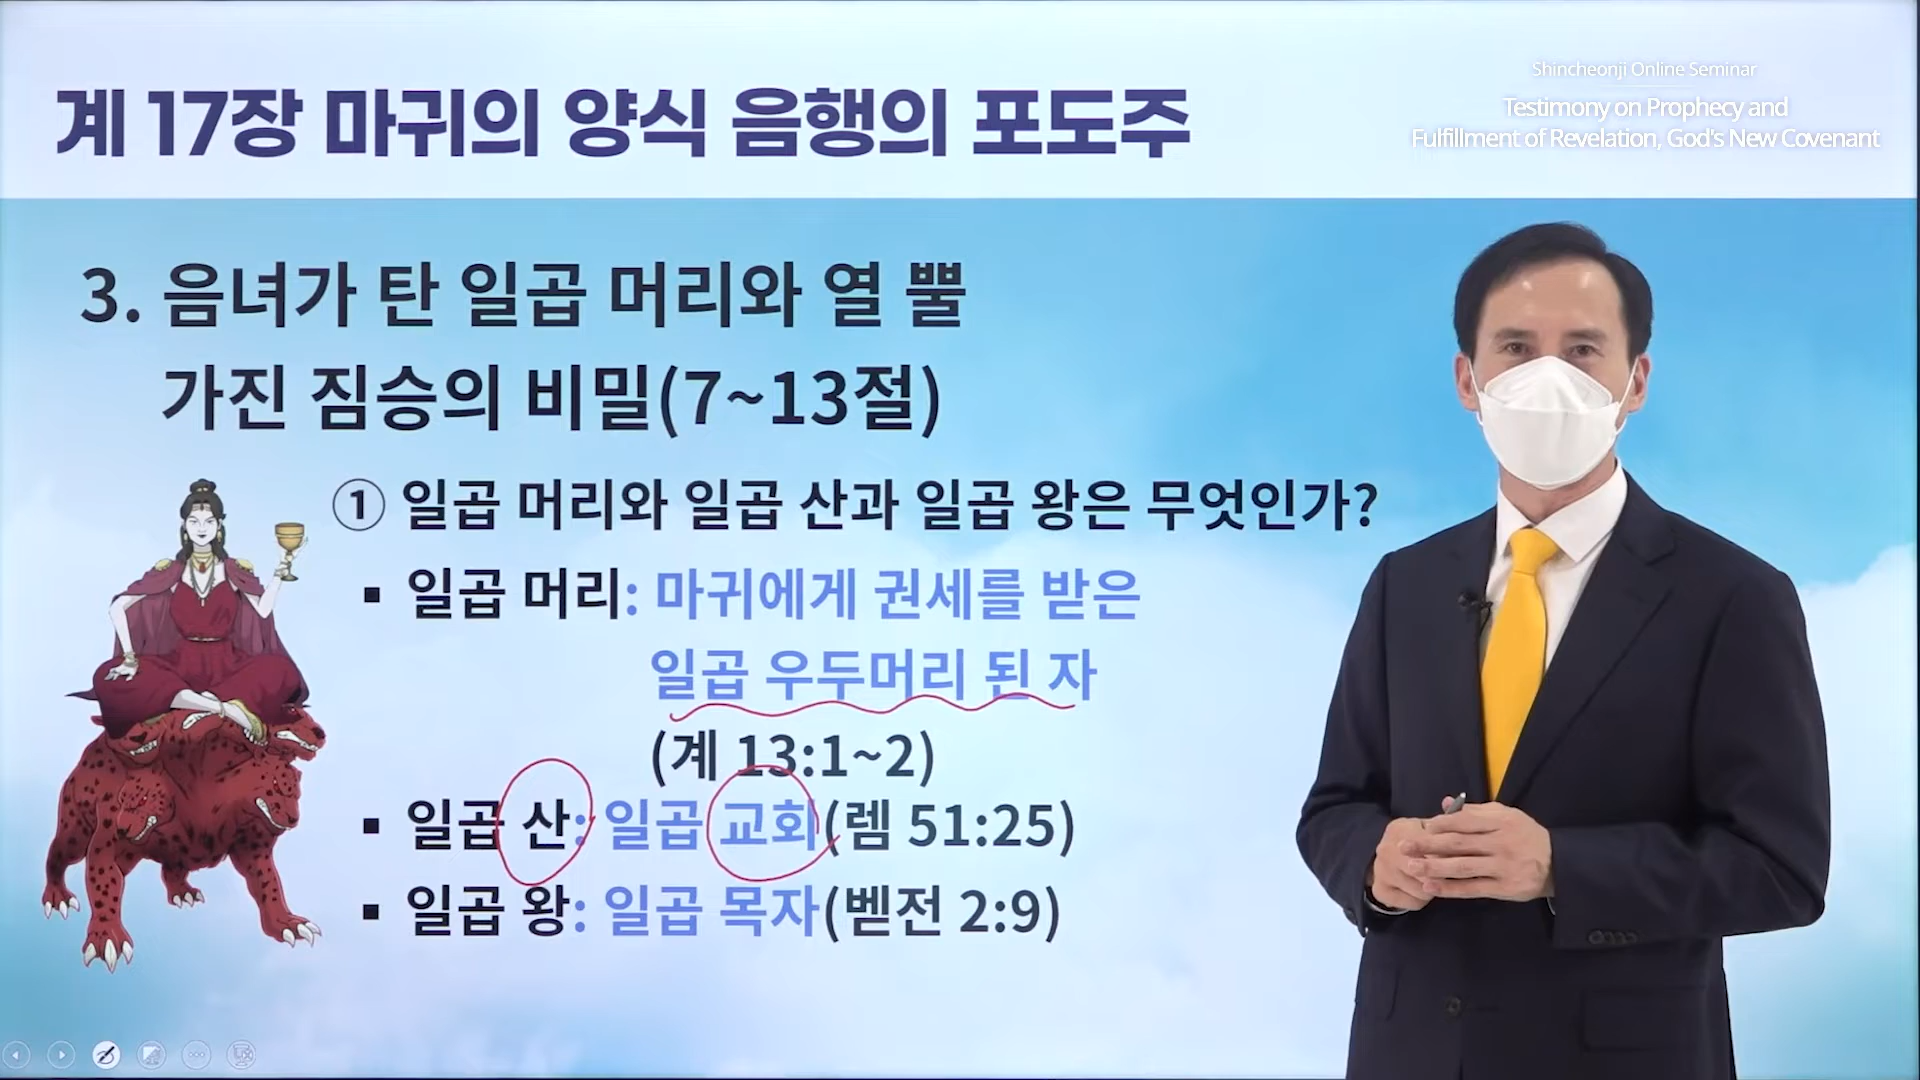 계 17장 마귀의 양식 음행의 포도주
Shincheonji Online Seminar
Testimony on Prophecy and
Fulfillment of Revelation, God's New Covenant
3. 음녀가 탄 일곱 머리와 열 뿔
가진 짐승의 비밀(7~13절)
① 일곱 머리와 일곱 산과 일곱 왕은 무엇인가?
▪ 일곱 머리: 마귀에게 권세를 받은
일곱 우두머리 된 자
(계 13:1~2)
▪ 일곱 산: 일곱 교회(렘 51:25)
▪ 일곱 왕: 일곱 목자(벧전 2:9)